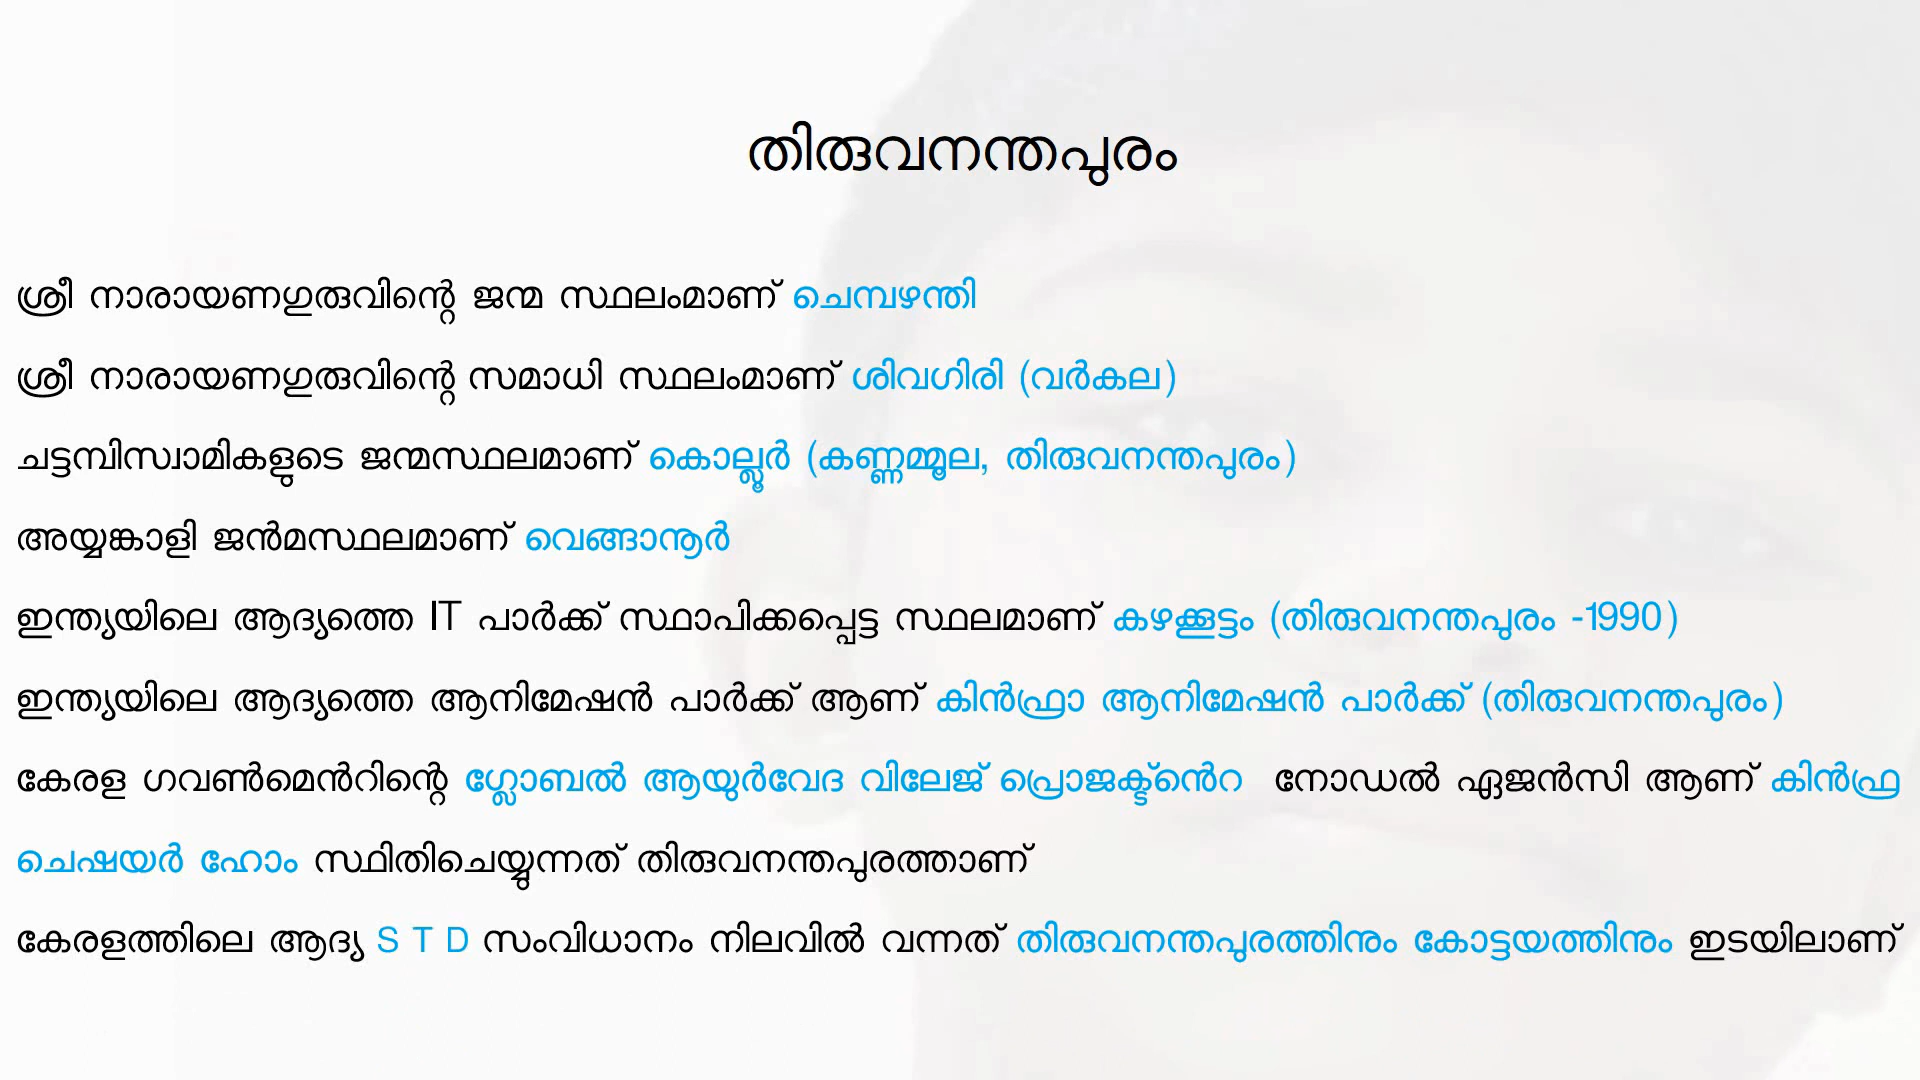 തിരുവനന്തപുരം
ശ്രീ നാരായണഗുരുവിന്റെ ജന്മ സ്ഥലംമാണ് ചെമ്പഴന്തി
ശ്രീ നാരായണഗുരുവിന്റെ സമാധി സ്ഥലംമാണ് ശിവഗിരി (വർകല)
ചട്ടമ്പിസ്വാമികളുടെ ജന്മസ്ഥലമാണ് കൊല്ലൂർ (കണ്ണമ്മൂല, തിരുവനന്തപുരം)
അയ്യങ്കാളി ജൻമസ്ഥലമാണ് വെങ്ങാനൂർ
ഇന്ത്യയിലെ ആദ്യത്തെ IT പാർക്ക് സ്ഥാപിക്കപ്പെട്ട സ്ഥലമാണ് കഴക്കൂട്ടം (തിരുവനന്തപുരം -1990)
ഇന്ത്യയിലെ ആദ്യത്തെ ആനിമേഷൻ പാർക്ക് ആണ് കിൻഫ്രാ ആനിമേഷൻ പാർക്ക് (തിരുവനന്തപുരം)
കേരള ഗവൺമെൻറിന്റെ ഗ്ലോബൽ ആയുർവേദ വിലേജ് പ്രൊജക്ട്ൻെറ നോഡൽ ഏജൻസി ആണ് കിൻഫ്ര
ചെഷയർ ഹോം സ്ഥിതിചെയ്യുന്നത് തിരുവനന്തപുരത്താണ്
കേരളത്തിലെ ആദ്യ S T D സംവിധാനം നിലവിൽ വന്നത് തിരുവനന്തപുരത്തിനും കോട്ടയത്തിനും ഇടയിലാണ്